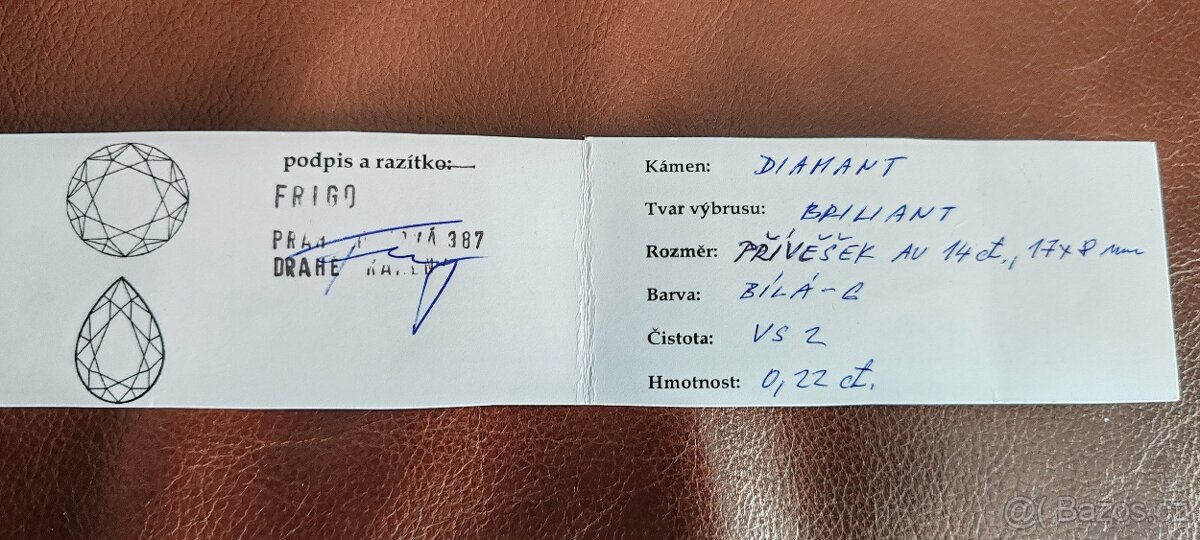 podpis a razítko:
FRIGO
387
DRAHÉ
Kámen: DIAMANT
Tvar výbrusu: BRILIANT
Rozměr: PŘÍVĚŠEK AU 14 ct., 17x8 mm
Barva: BÍLÁ - G
Čistota: VS 2
Hmotnost: 0,22 ct.
@( Bazos.cz